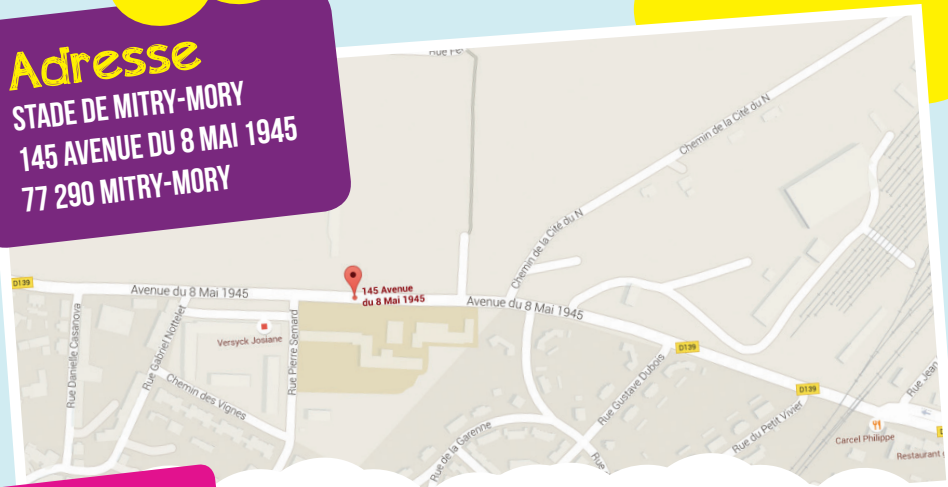 Adresse
STADE DE MITRY-MORY
145 AVENUE DU 8 MAI 1945
77 290 MITRY-MORY
Chemin de la Cité du N
Chemin de la Cité du N
D139
Avenue du 8 Mai 1945
145 Avenue
du 8 Mai 1945
Avenue du 8 Mai 1945
Versyck Josiane
Rue Danielle Casanova
Rue Gabriel Nottelet
Rue Pierre Semard
Chemin des Vignes
D139
D139
Rue Gustave Dubois
Rue du Petit Vivier
Rue Jean
Carcel Philippe
Restaurant
Rue de la Garenne
Rue